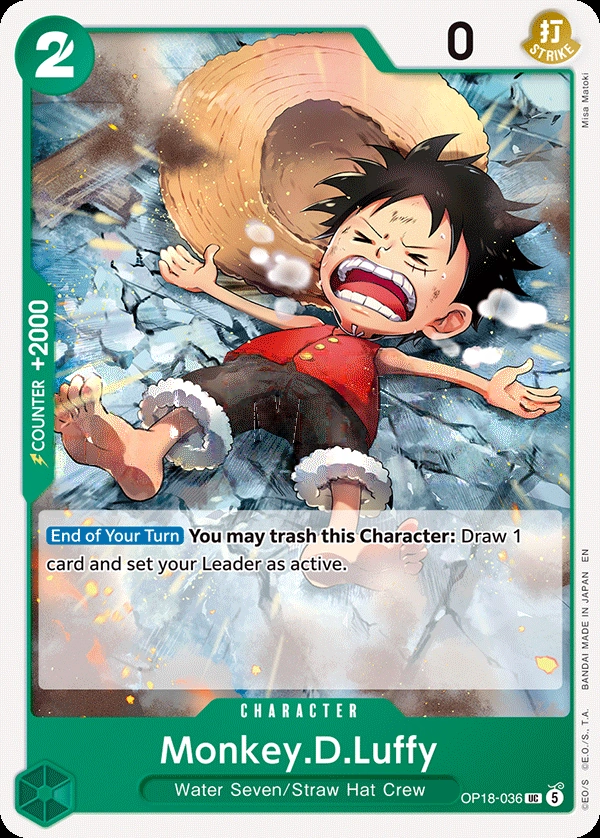 2
0
打
STRIKE
Misa Matoki
COUNTER +2000
End of Your Turn You may trash this Character: Draw 1
card and set your Leader as active.
CHARACTER
Monkey.D.Luffy
Water Seven/Straw Hat Crew
OP18-036 UC 5
©E.O/S ©E.O./S., T.A. BANDAI MADE IN JAPAN EN